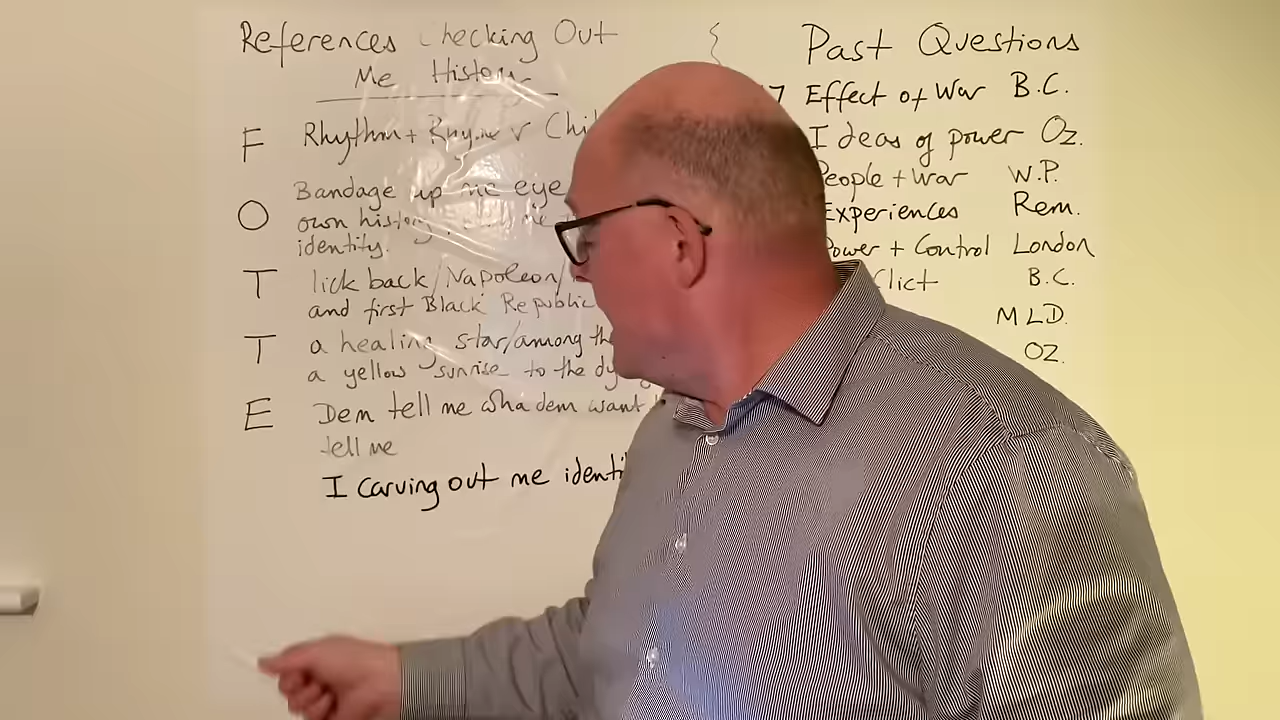 References Checking Out
Me History
F Rhythm + Rhyme v Chil
O Bandage up me eye
own history
identity.
T lick back/Napoleon/
and first Black Republic
T a healing star/among the
a yellow sunrise to the dying
E Dem tell me wha dem want
tell me
I carving out me identi
Past Questions
7 Effect of War B.C.
Ideas of power Oz.
People + War W.P.
Experiences Rem.
Power + Control London
flict B.C.
MLD.
OZ.